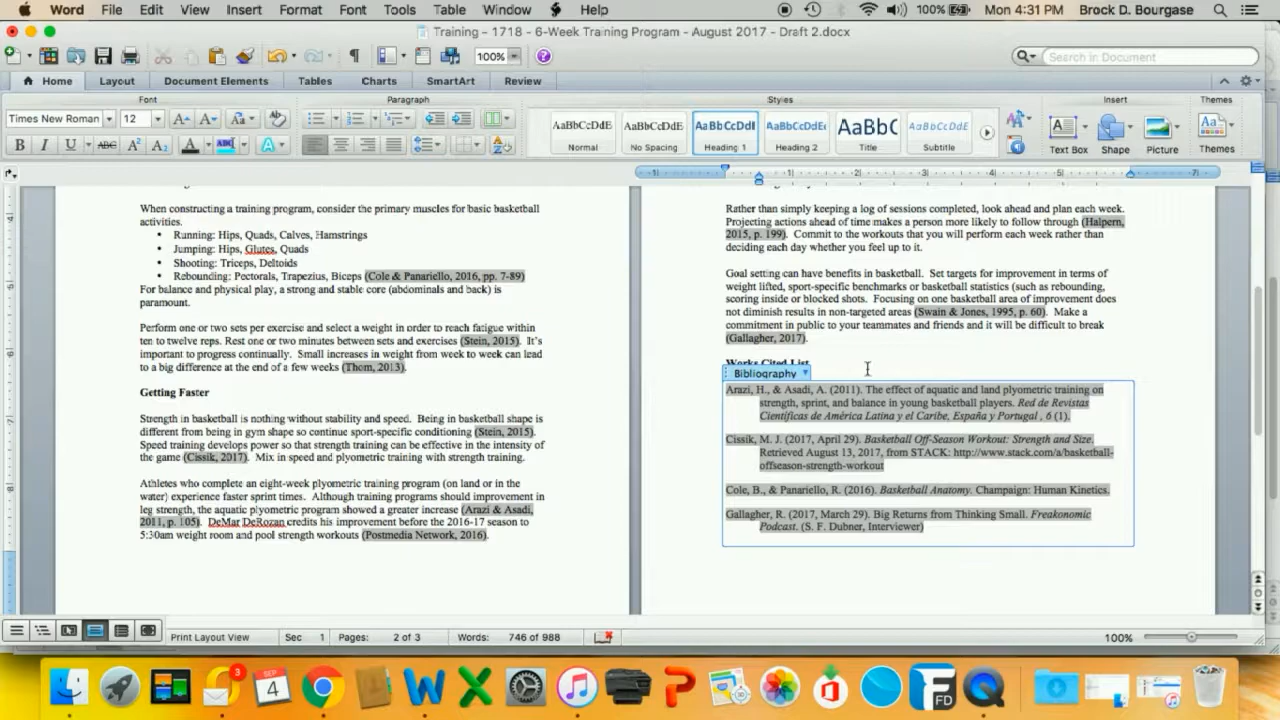 Word File Edit View Insert Format Font Tools Table Window Help 100% Mon 4:31 PM Brock D. Bourgase
Training - 1718 - 6-Week Training Program - August 2017 - Draft 2.docx
100% Search in Document
Home Layout Document Elements Tables Charts SmartArt Review
Font Paragraph Styles Insert Themes
Times New Roman 12 A A Aa
AaBbCcDdE AaBbCcDdE AaBbCcDdI AaBbCcDdEe AaBbC AaBbCcDdEe
B I U ABC A2 A2 A ABC A
Normal No Spacing Heading 1 Heading 2 Title Subtitle Text Box Shape Picture Themes
When constructing a training program, consider the primary muscles for basic basketball
activities.
• Running: Hips, Quads, Calves, Hamstrings
• Jumping: Hips, Glutes, Quads
• Shooting: Triceps, Deltoids
• Rebounding: Pectorals, Trapezius, Biceps (Cole & Panariello, 2016, pp. 7-89)
For balance and physical play, a strong and stable core (abdominals and back) is
paramount.
Perform one or two sets per exercise and select a weight in order to reach fatigue within
ten to twelve reps. Rest one or two minutes between sets and exercises (Stein, 2015). It's
important to progress continually. Small increases in weight from week to week can lead
to a big difference at the end of a few weeks (Thom, 2013).
Getting Faster
Strength in basketball is nothing without stability and speed. Being in basketball shape is
different from being in gym shape so continue sport-specific conditioning (Stein, 2015).
Speed training develops power so that strength training can be effective in the intensity of
the game (Cissik, 2017). Mix in speed and plyometric training with strength training.
Athletes who complete an eight-week plyometric training program (on land or in the
water) experience faster sprint times. Although training programs should improvement in
leg strength, the aquatic plyometric program showed a greater increase (Arazi & Asadi,
2011, p. 105). DeMar DeRozan credits his improvement before the 2016-17 season to
5:30am weight room and pool strength workouts (Postmedia Network, 2016).
Rather than simply keeping a log of sessions completed, look ahead and plan each week.
Projecting actions ahead of time makes a person more likely to follow through (Halpern,
2015, p. 199). Commit to the workouts that you will perform each week rather than
deciding each day whether you feel up to it.
Goal setting can have benefits in basketball. Set targets for improvement in terms of
weight lifted, sport-specific benchmarks or basketball statistics (such as rebounding,
scoring inside or blocked shots. Focusing on one basketball area of improvement does
not diminish results in non-targeted areas (Swain & Jones, 1995, p. 60). Make a
commitment in public to your teammates and friends and it will be difficult to break
(Gallagher, 2017).
Works Cited List
Bibliography
Arazi, H., & Asadi, A. (2011). The effect of aquatic and land plyometric training on
strength, sprint, and balance in young basketball players. Red de Revistas
Científicas de América Latina y el Caribe, España y Portugal , 6 (1).
Cissik, M. J. (2017, April 29). Basketball Off-Season Workout: Strength and Size.
Retrieved August 13, 2017, from STACK: http://www.stack.com/a/basketball-
offseason-strength-workout
Cole, B., & Panariello, R. (2016). Basketball Anatomy. Champaign: Human Kinetics.
Gallagher, R. (2017, March 29). Big Returns from Thinking Small. Freakonomic
Podcast. (S. F. Dubner, Interviewer)
Print Layout View Sec 1 Pages: 2 of 3 Words: 746 of 988 100%
3
SEP
4
FD